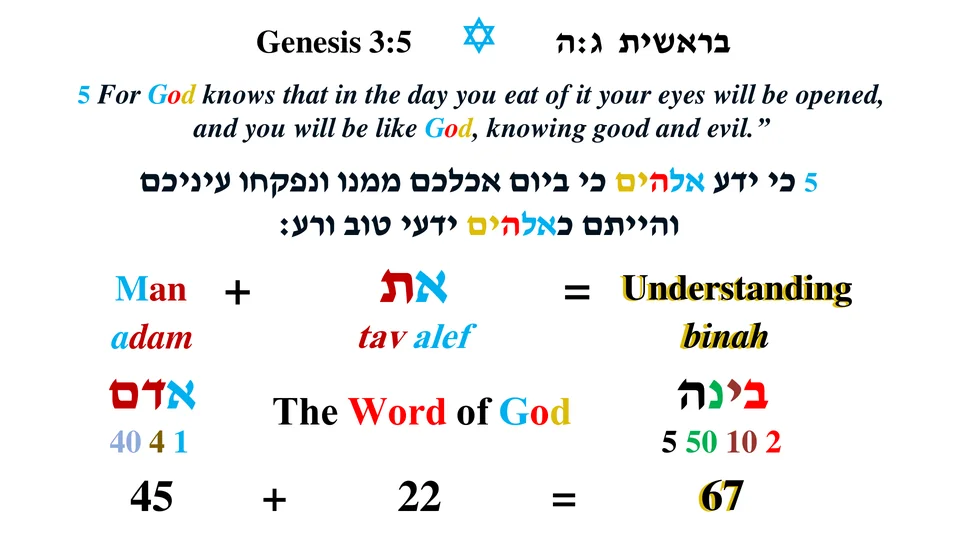 Genesis 3:5 ✡ בראשית ג:ה
5 For God knows that in the day you eat of it your eyes will be opened,
and you will be like God, knowing good and evil.”
5 כי ידע אלהים כי ביום אכלכם ממנו ונפקחו עיניכם
והייתם כאלהים ידעי טוב ורע:
Man + את = Understanding
adam tav alef binah
אדם The Word of God בינה
40 4 1 5 50 10 2
45 + 22 = 67